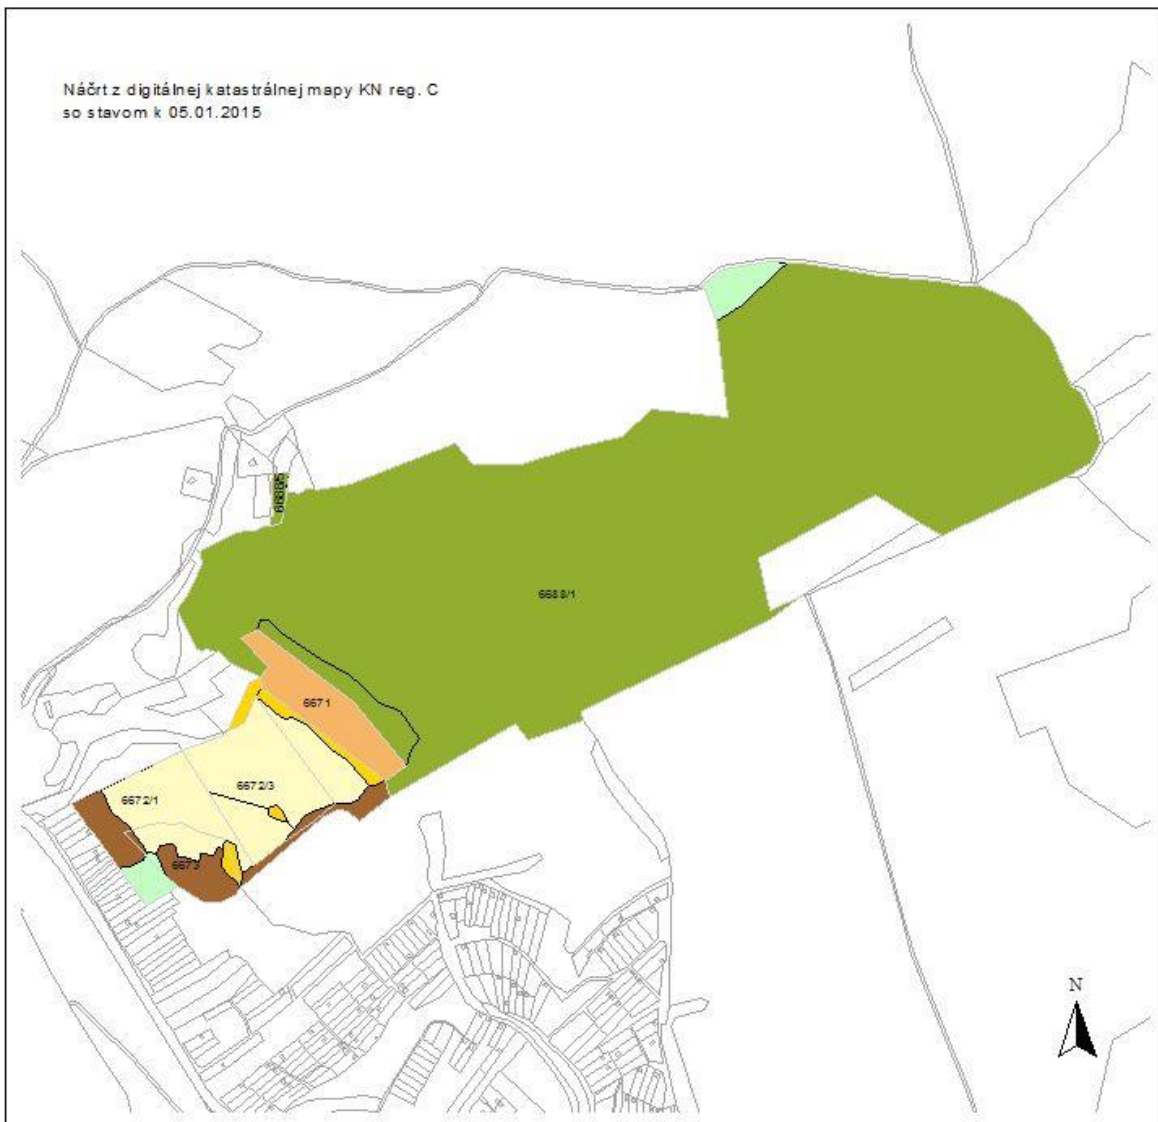 Náčrt z digitálnej katastrálnej mapy KN reg. C
so stavom k 05.01.2015
6688/1
6671
6672/3
6672/1
6673
N